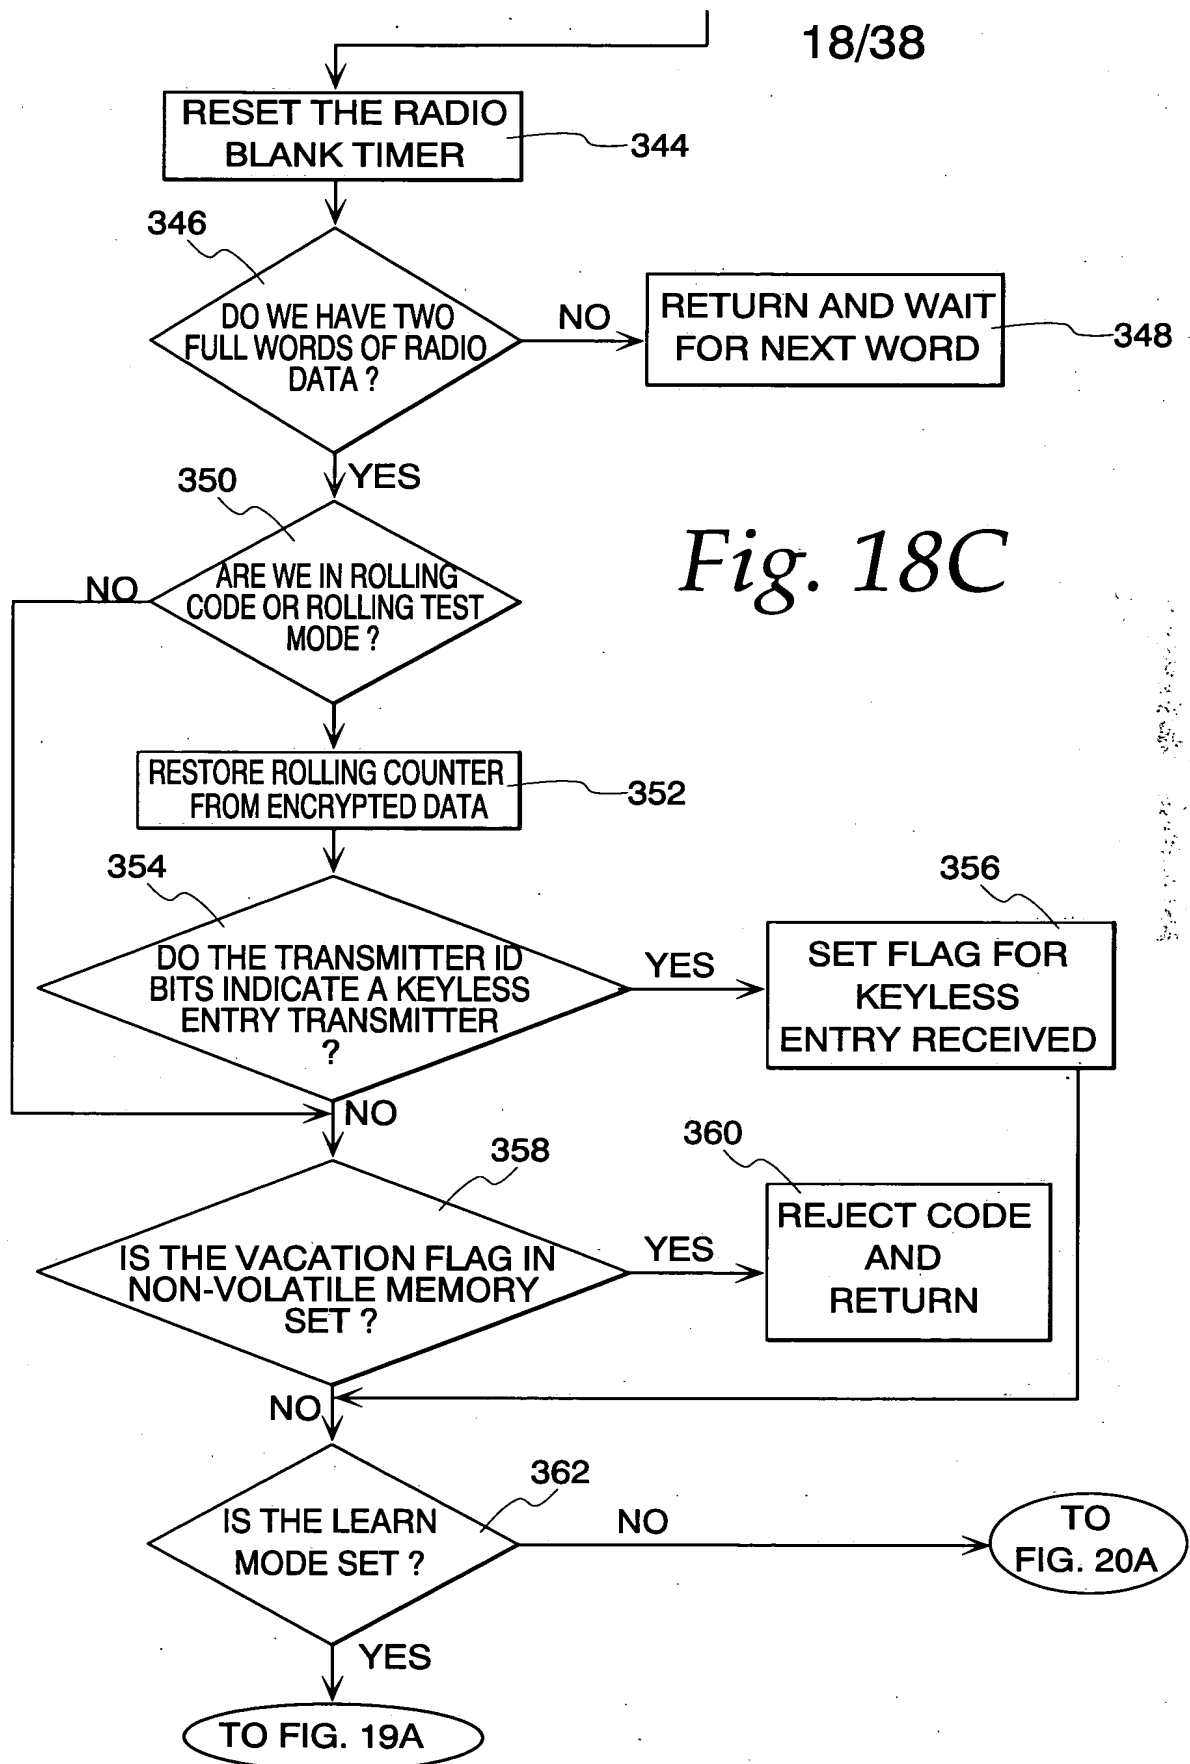 18/38
RESET THE RADIO
BLANK TIMER
344
346
DO WE HAVE TWO
FULL WORDS OF RADIO
DATA ?
NO
RETURN AND WAIT
FOR NEXT WORD
348
YES
350
Fig. 18C
NO
ARE WE IN ROLLING
CODE OR ROLLING TEST
MODE ?
RESTORE ROLLING COUNTER
FROM ENCRYPTED DATA
352
354
356
DO THE TRANSMITTER ID
BITS INDICATE A KEYLESS
ENTRY TRANSMITTER
?
YES
SET FLAG FOR
KEYLESS
ENTRY RECEIVED
NO
358
360
IS THE VACATION FLAG IN
NON-VOLATILE MEMORY
SET ?
YES
REJECT CODE
AND
RETURN
NO
362
IS THE LEARN
MODE SET ?
NO
TO
FIG. 20A
YES
TO FIG. 19A